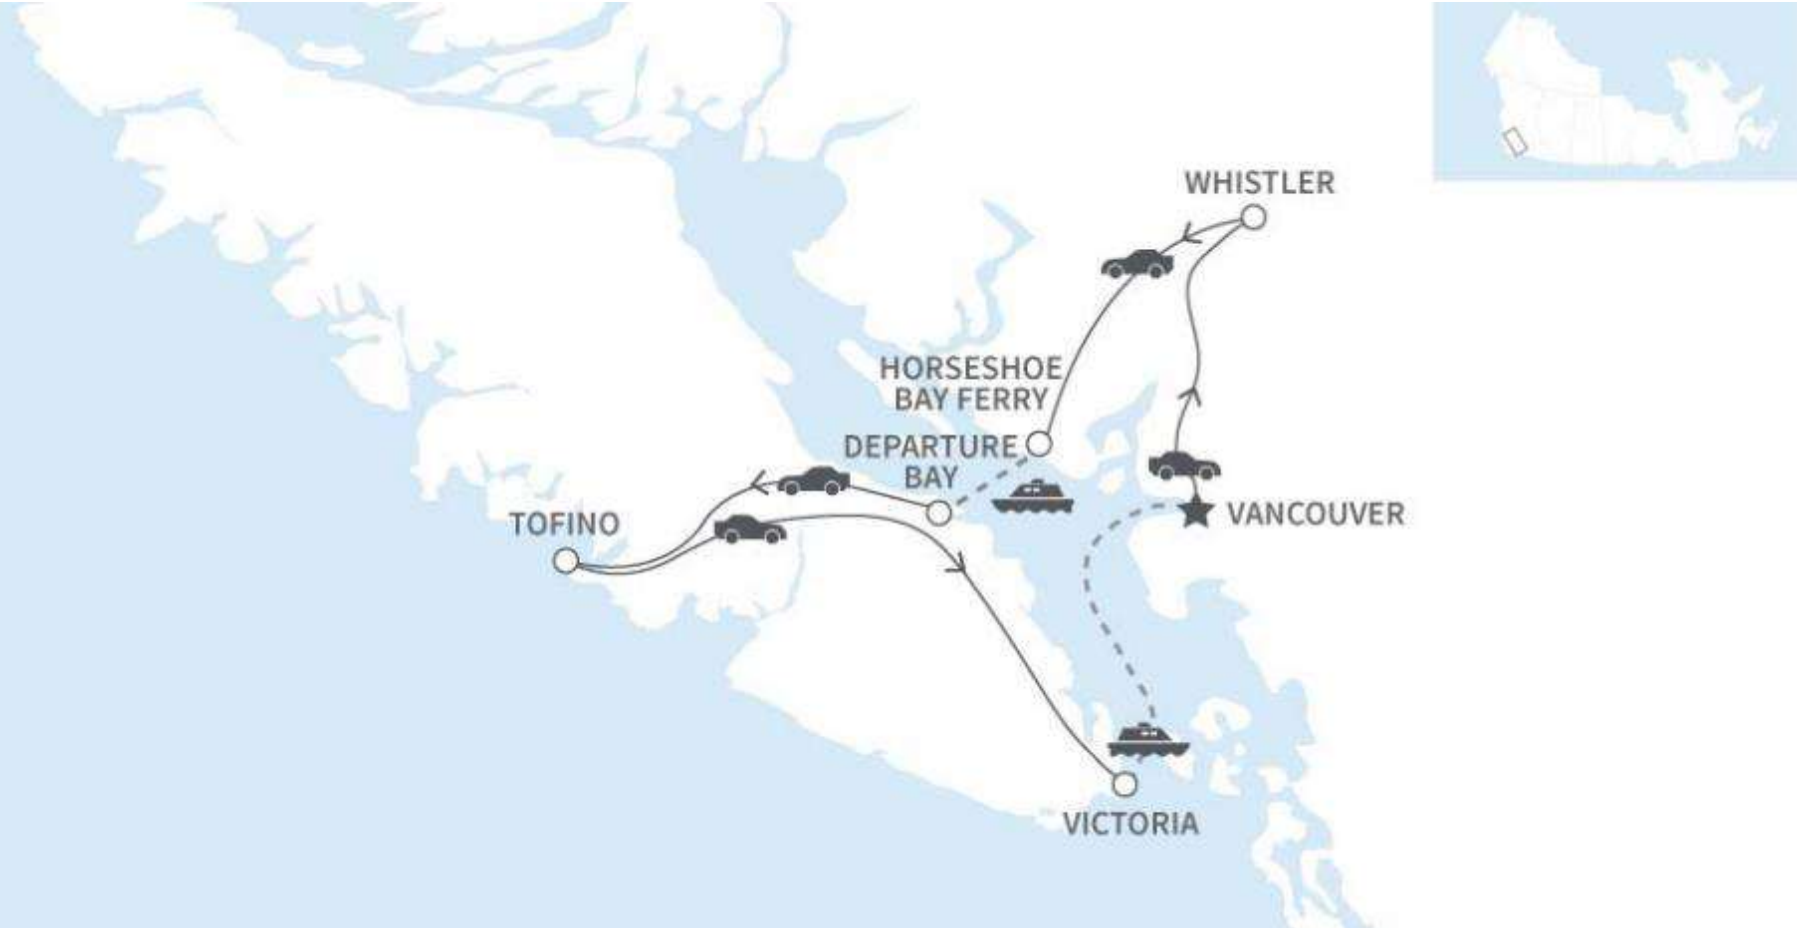 WHISTLER
HORSESHOE
BAY FERRY
DEPARTURE
BAY
TOFINO
VANCOUVER
VICTORIA